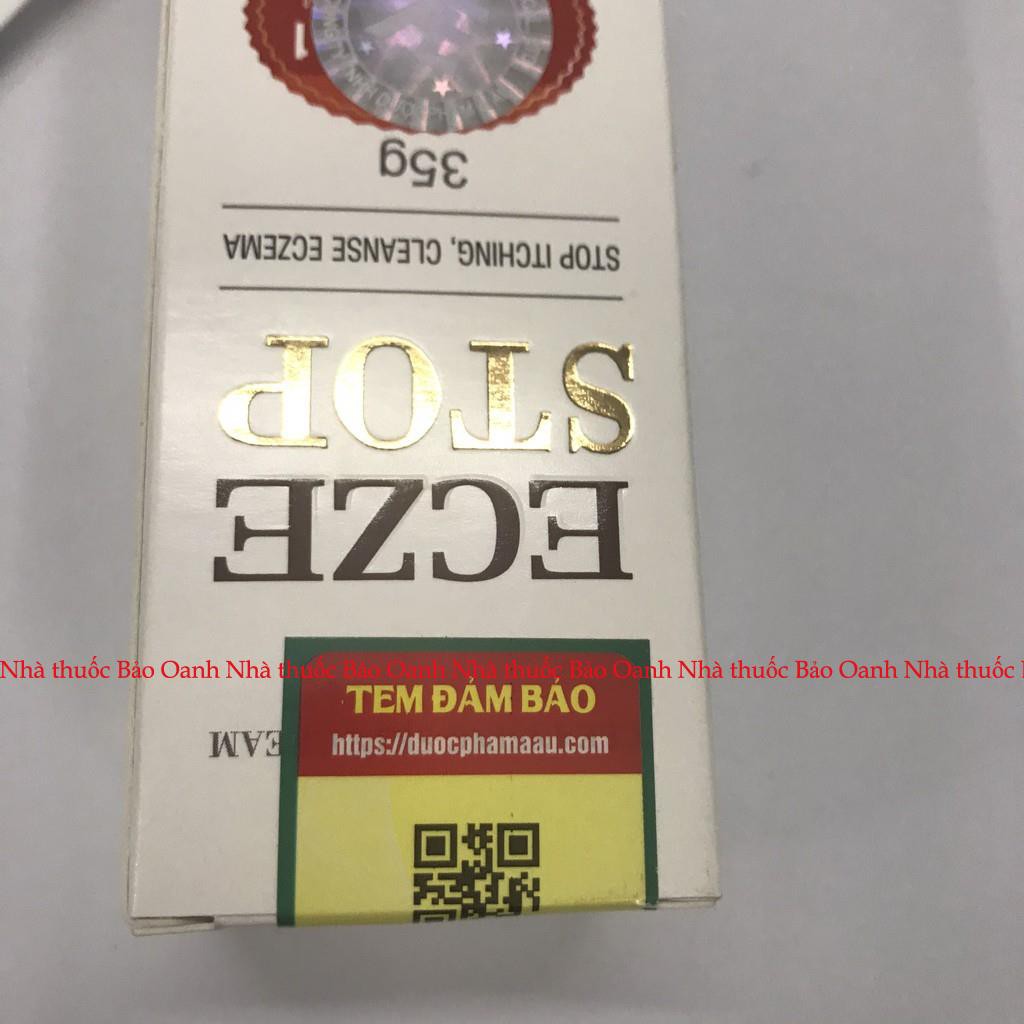 35g
STOP ITCHING, CLEANSE ECZEMA
STOP
ECZE
Nhà thuốc Bảo Oanh Nhà thuốc Bảo Oanh Nhà thuốc Bảo Oanh Nhà thuốc Bảo Oanh Nhà thuốc
TEM ĐẢM BẢO
https://duocphamaau.com
EAM